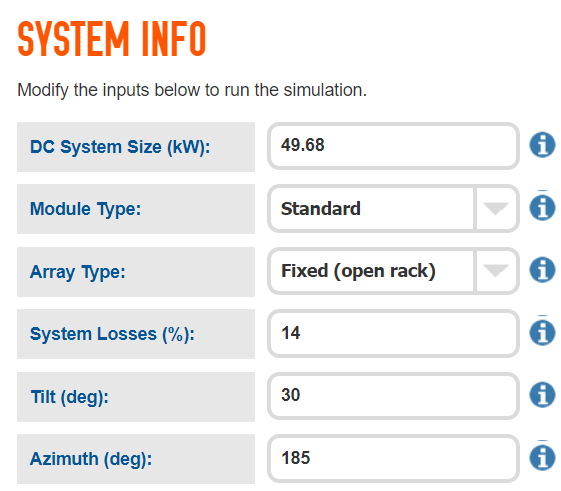 SYSTEM INFO
Modify the inputs below to run the simulation.
DC System Size (kW): 49.68
Module Type: Standard
Array Type: Fixed (open rack)
System Losses (%): 14
Tilt (deg): 30
Azimuth (deg): 185